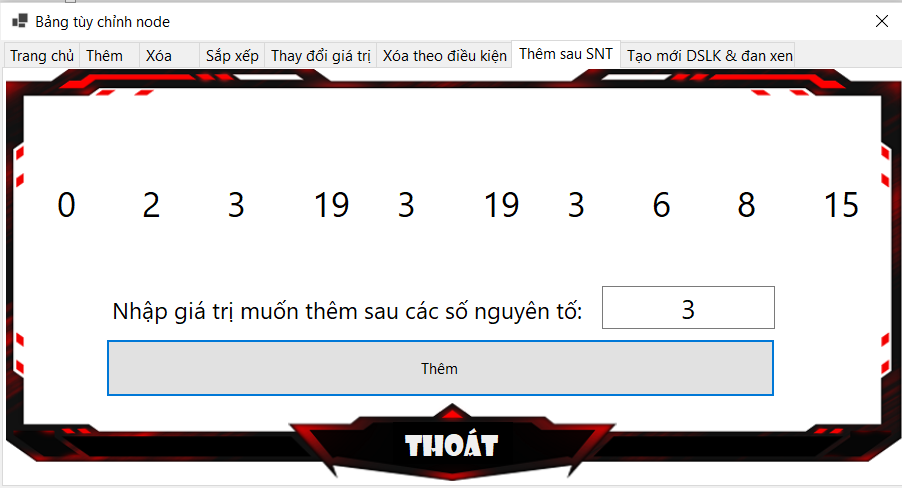 Bảng tùy chỉnh node
Trang chủ Thêm Xóa Sắp xếp Thay đổi giá trị Xóa theo điều kiện Thêm sau SNT Tạo mới DSLK & đan xen
0 2 3 19 3 19 3 6 8 15
Nhập giá trị muốn thêm sau các số nguyên tố: 3
Thêm
THOÁT